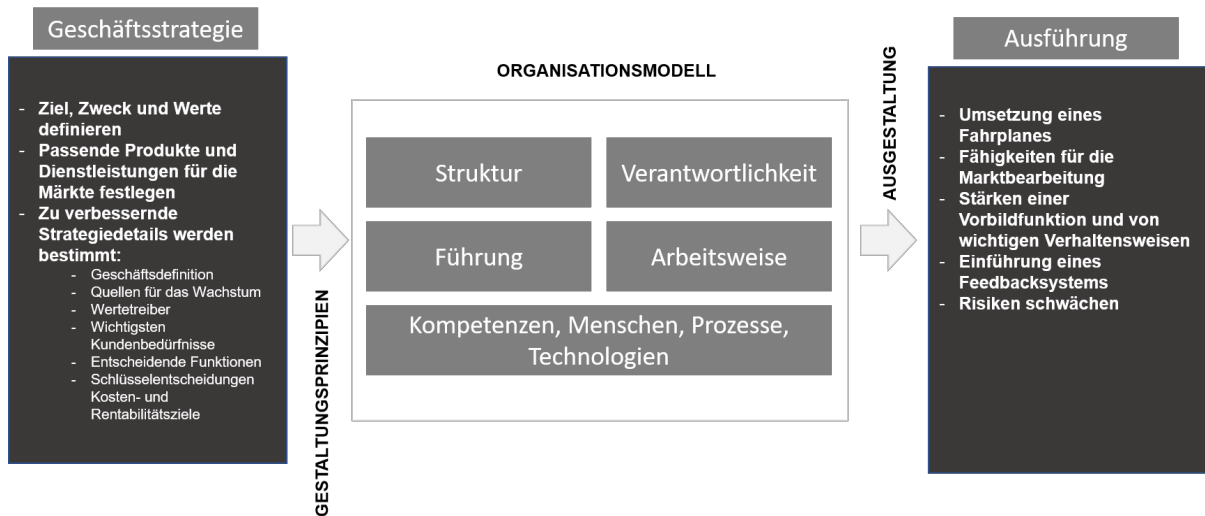 Geschäftsstrategie
- Ziel, Zweck und Werte
definieren
- Passende Produkte und
Dienstleistungen für die
Märkte festlegen
- Zu verbessernde
Strategiedetails werden
bestimmt:
- Geschäftsdefinition
- Quellen für das Wachstum
- Wertetreiber
- Wichtigsten
Kundenbedürfnisse
- Entscheidende Funktionen
- Schlüsselentscheidungen
Kosten- und
Rentabilitätsziele
GESTALTUNGSPRINZIPIEN
ORGANISATIONSMODELL
Struktur
Verantwortlichkeit
Führung
Arbeitsweise
Kompetenzen, Menschen, Prozesse,
Technologien
AUSGESTALTUNG
Ausführung
- Umsetzung eines
Fahrplanes
- Fähigkeiten für die
Marktbearbeitung
- Stärken einer
Vorbildfunktion und von
wichtigen Verhaltensweisen
- Einführung eines
Feedbacksystems
- Risiken schwächen